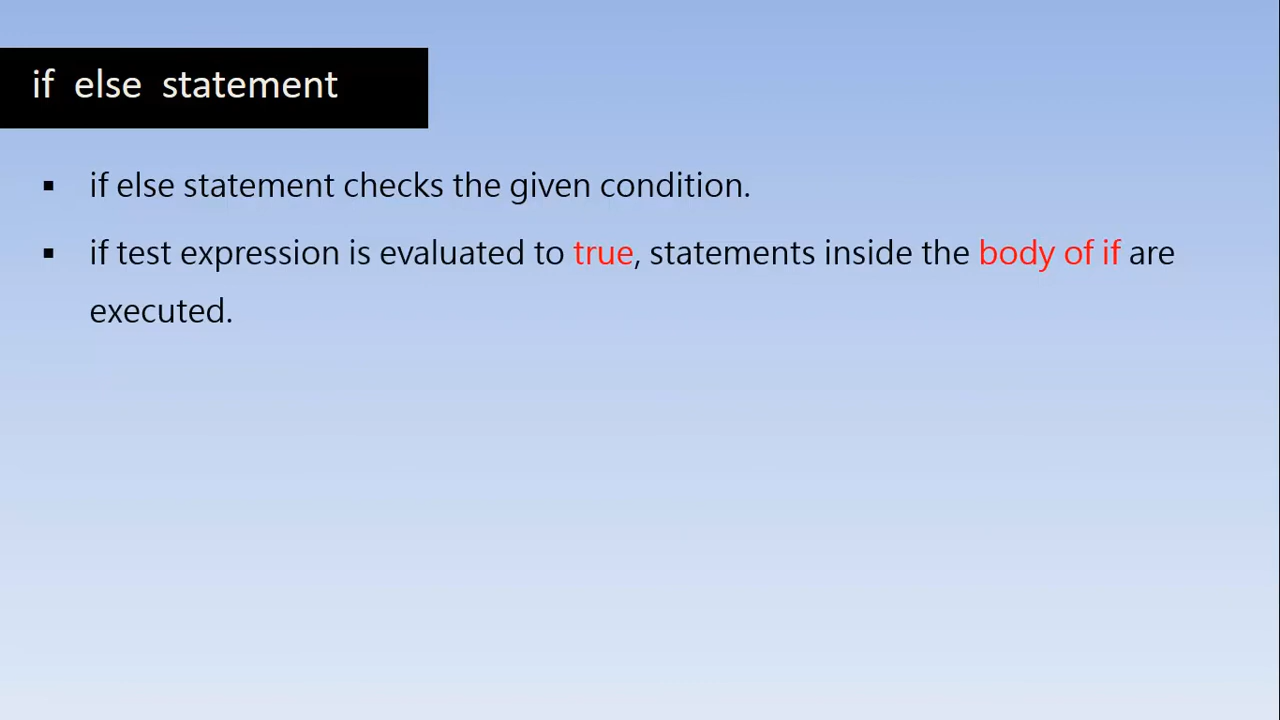 if else statement
▪ if else statement checks the given condition.
▪ if test expression is evaluated to true, statements inside the body of if are
executed.